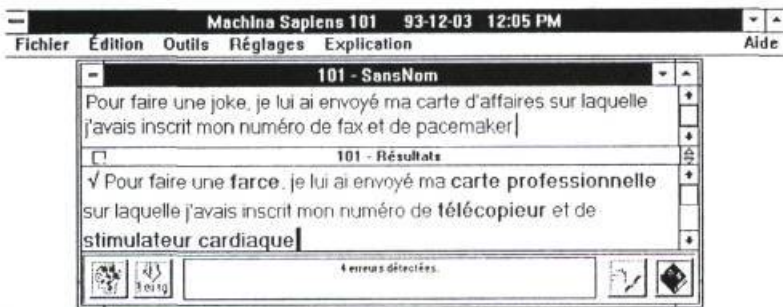 Machina Sapiens 101 93-12-03 12:05 PM
Fichier Édition Outils Réglages Explication Aide
101 - SansNom
Pour faire une joke, je lui ai envoyé ma carte d'affaires sur laquelle
j'avais inscrit mon numéro de fax et de pacemaker
101 - Résultats
√ Pour faire une farce, je lui ai envoyé ma carte professionnelle
sur laquelle j'avais inscrit mon numéro de télécopieur et de
stimulateur cardiaque
4 erreurs détectées.